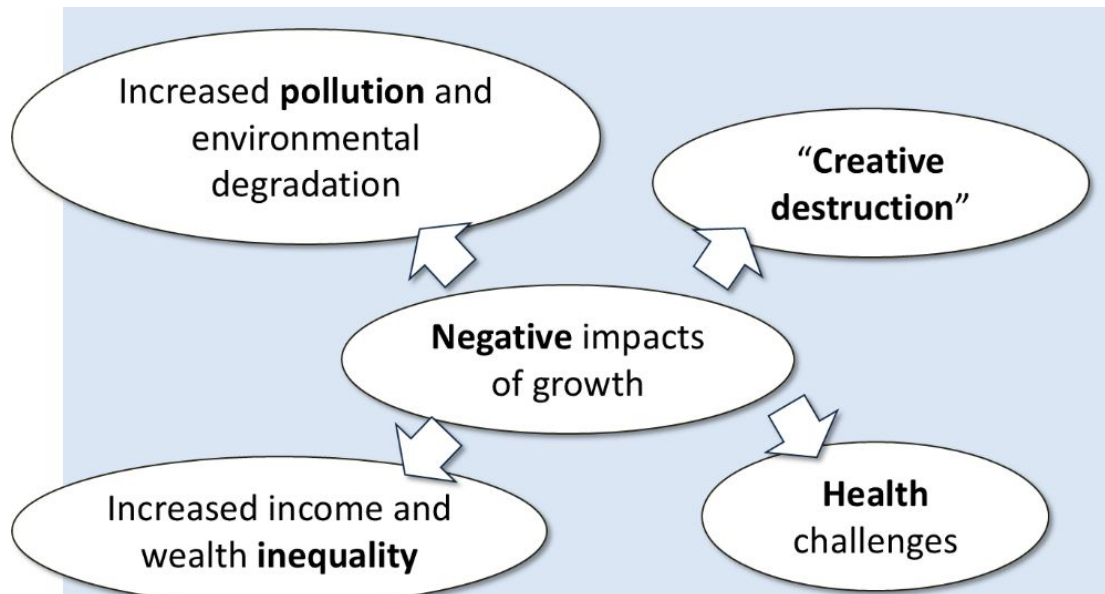 Increased pollution and
environmental
degradation
“Creative
destruction”
Negative impacts
of growth
Increased income and
wealth inequality
Health
challenges